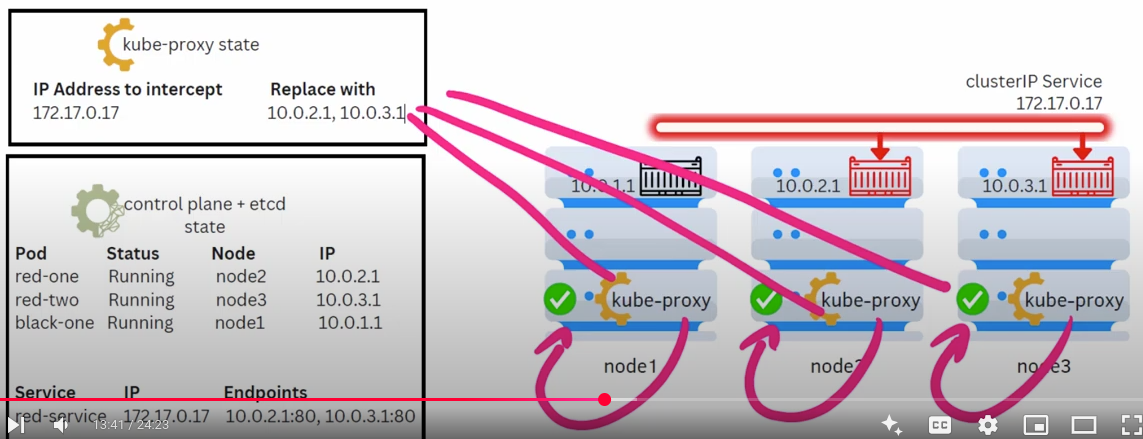 kube-proxy state
IP Address to intercept Replace with
172.17.0.17 10.0.2.1, 10.0.3.1
control plane + etcd
state
Pod Status Node IP
red-one Running node2 10.0.2.1
red-two Running node3 10.0.3.1
black-one Running node1 10.0.1.1
Service IP Endpoints
red-service 172.17.0.17 10.0.2.1:80, 10.0.3.1:80
clusterIP Service
172.17.0.17
10.0.1.1 10.0.2.1 10.0.3.1
kube-proxy kube-proxy kube-proxy
node1 node2 node3
13:41 / 24:23
CC